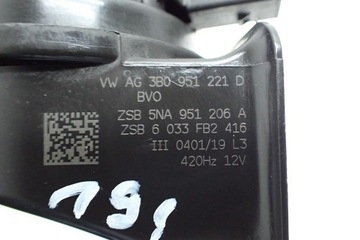 VW AG 3B0 951 221 D
BVO
ZSB 5NA 951 206 A
ZSB 6 033 FB2 416
III 0401/19 L3
420Hz 12V
191